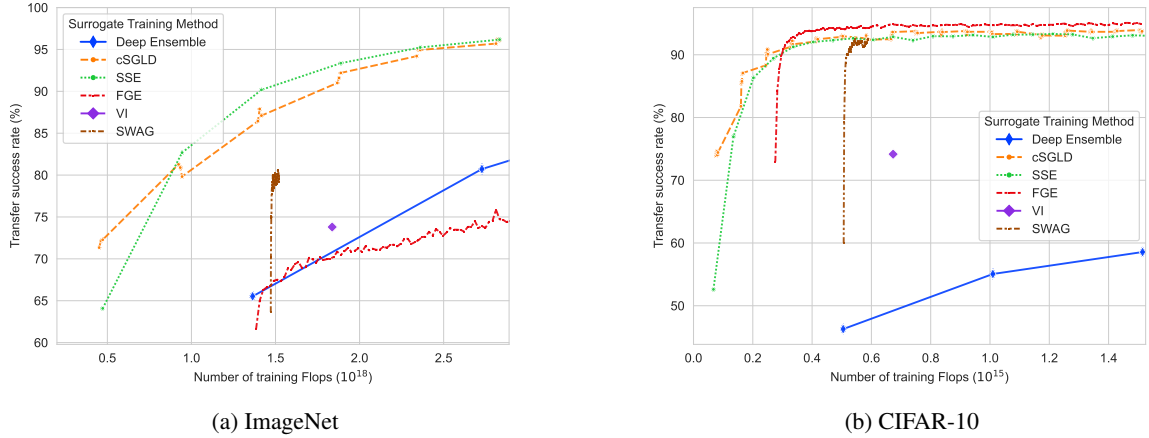 Surrogate Training Method
Deep Ensemble
cSGLD
SSE
FGE
VI
SWAG
Transfer success rate (%)
100
95
90
85
80
75
70
65
60
0.5
1.0
1.5
2.0
2.5
Number of training Flops (10^18)
(a) ImageNet
Transfer success rate (%)
90
80
70
60
50
Surrogate Training Method
Deep Ensemble
cSGLD
SSE
FGE
VI
SWAG
0.0
0.2
0.4
0.6
0.8
1.0
1.2
1.4
Number of training Flops (10^15)
(b) CIFAR-10